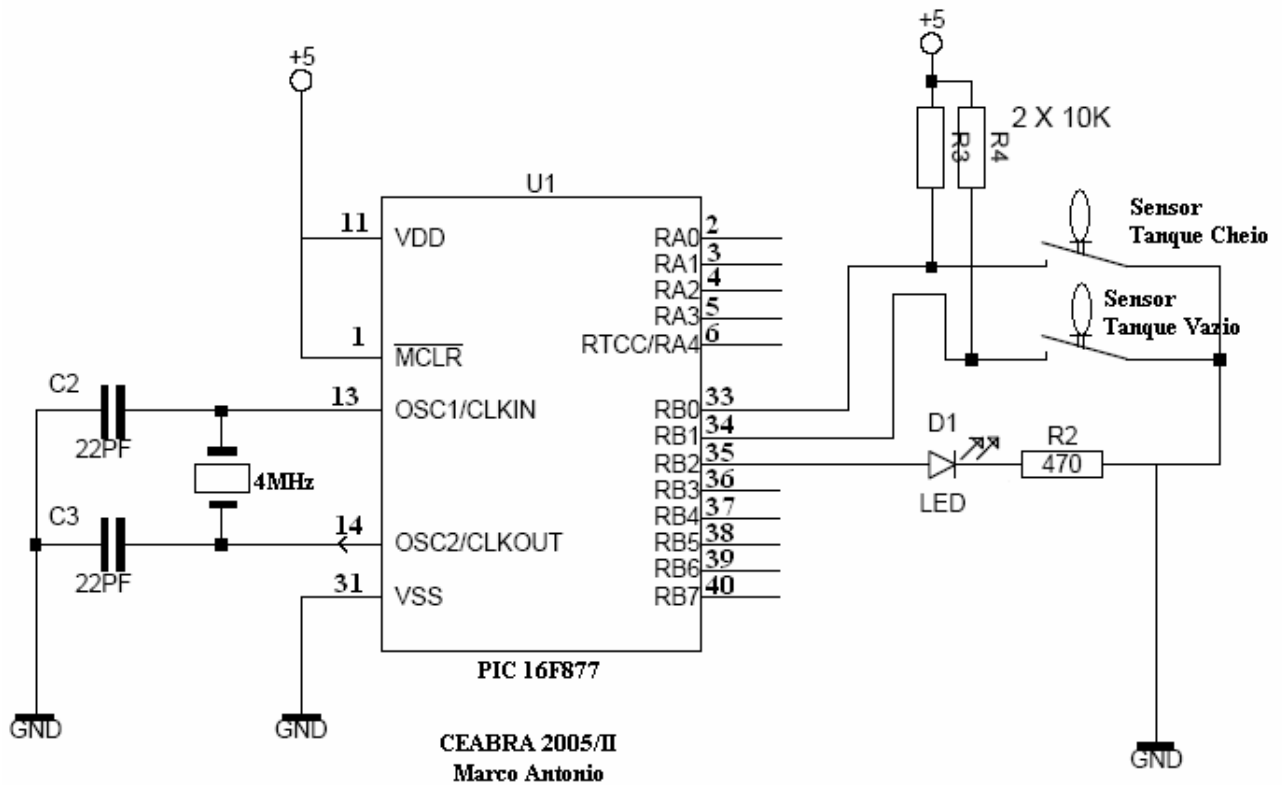 +5
+5
2 X 10K
R3
R4
U1
Sensor
Tanque Cheio
Sensor
Tanque Vazio
11
VDD
RA0
2
RA1
3
RA2
4
RA3
5
RTCC/RA4
6
1
MCLR
C2
22PF
13
OSC1/CLKIN
RB0
33
RB1
34
RB2
35
RB3
36
RB4
37
RB5
38
RB6
39
RB7
40
D1
LED
R2
470
4MHz
C3
22PF
14
OSC2/CLKOUT
31
VSS
PIC 16F877
GND
GND
GND
CEABRA 2005/II
Marco Antonio